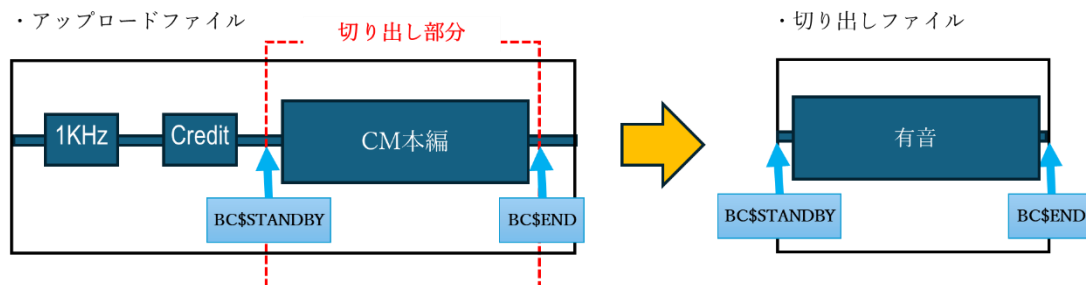 ・アップロードファイル
切り出し部分
1KHz
Credit
CM本編
BC$STANDBY
BC$END
・切り出しファイル
有音
BC$STANDBY
BC$END